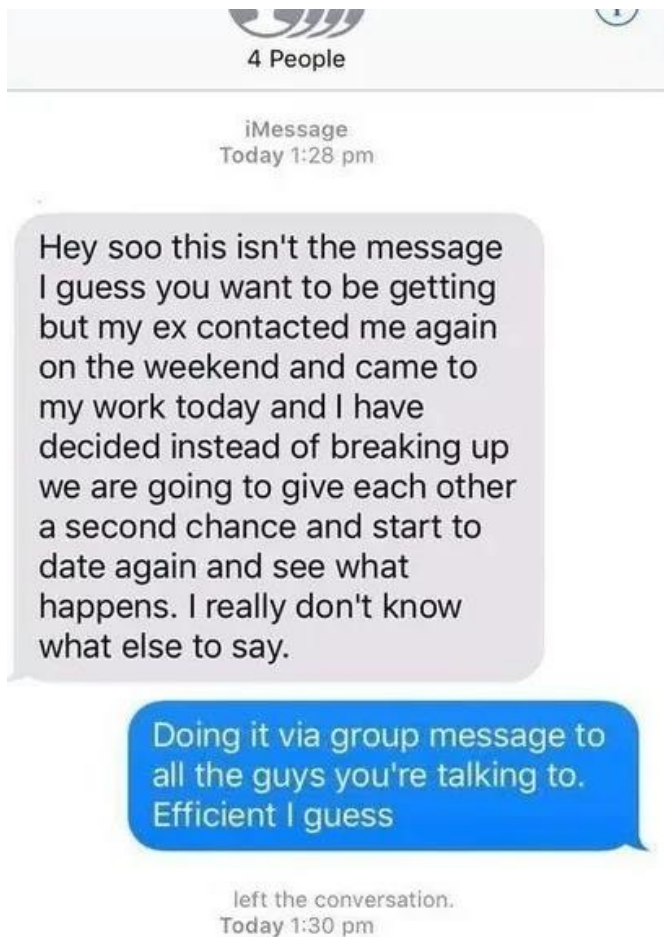 4 People
iMessage
Today 1:28 pm
Hey soo this isn't the message
I guess you want to be getting
but my ex contacted me again
on the weekend and came to
my work today and I have
decided instead of breaking up
we are going to give each other
a second chance and start to
date again and see what
happens. I really don't know
what else to say.
Doing it via group message to
all the guys you're talking to.
Efficient I guess
left the conversation.
Today 1:30 pm